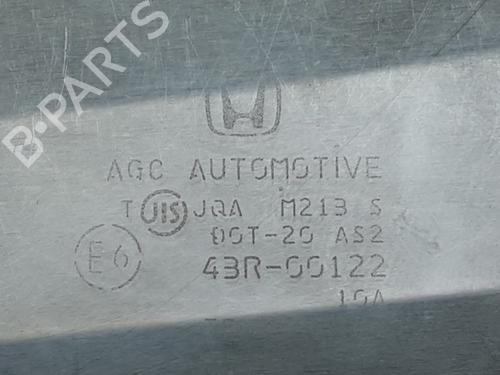 B·PARTS
AGC AUTOMOTIVE
T JIS JQA M213 S
DOT-20 AS2
E6 43R-00122